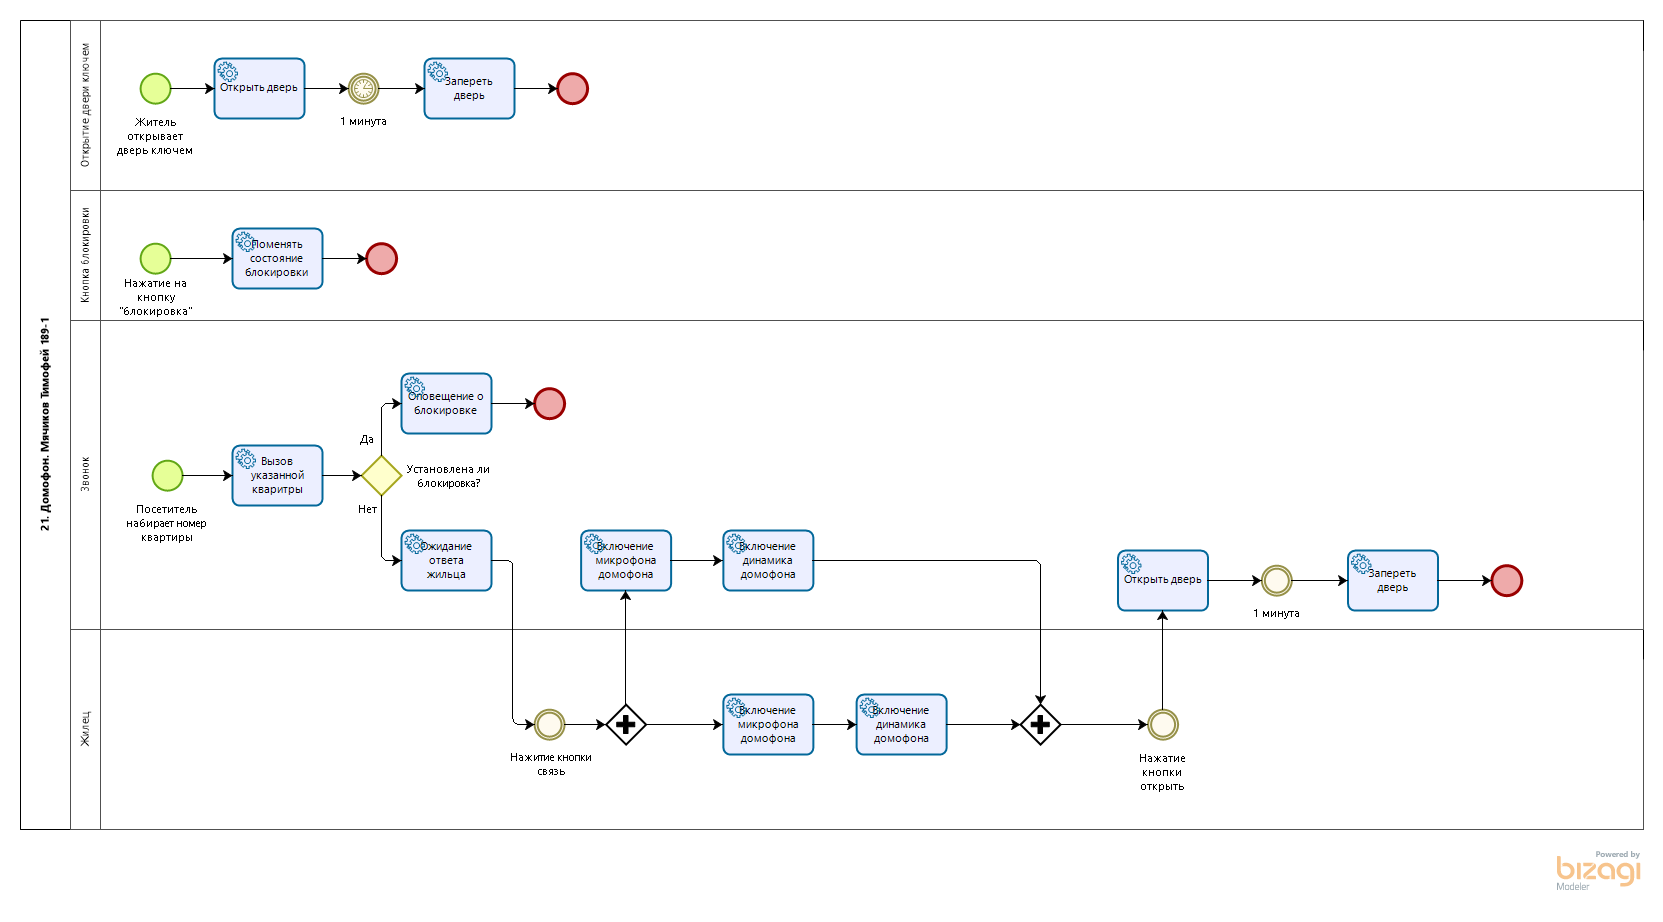 21. Домофон. Мячиков Тимофей 189-1
Открытие двери ключем
Житель
открывает
дверь ключем
Открыть дверь
1 минута
Запереть
дверь
Кнопка блокировки
Нажатие на
кнопку
"блокировка"
Поменять
состояние
блокировки
Звонок
Посетитель
набирает номер
квартиры
Вызов
указанной
кваритры
Да
Нет
Установлена ли
блокировка?
Оповещение о
блокировке
Ожидание
ответа
жильца
Включение
микрофона
домофона
Включение
динамика
домофона
Открыть дверь
1 минута
Запереть
дверь
Жилец
Нажитие кнопки
связь
Включение
микрофона
домофона
Включение
динамика
домофона
Нажатие
кнопки
открыть
Powered by
bizagi
Modeler